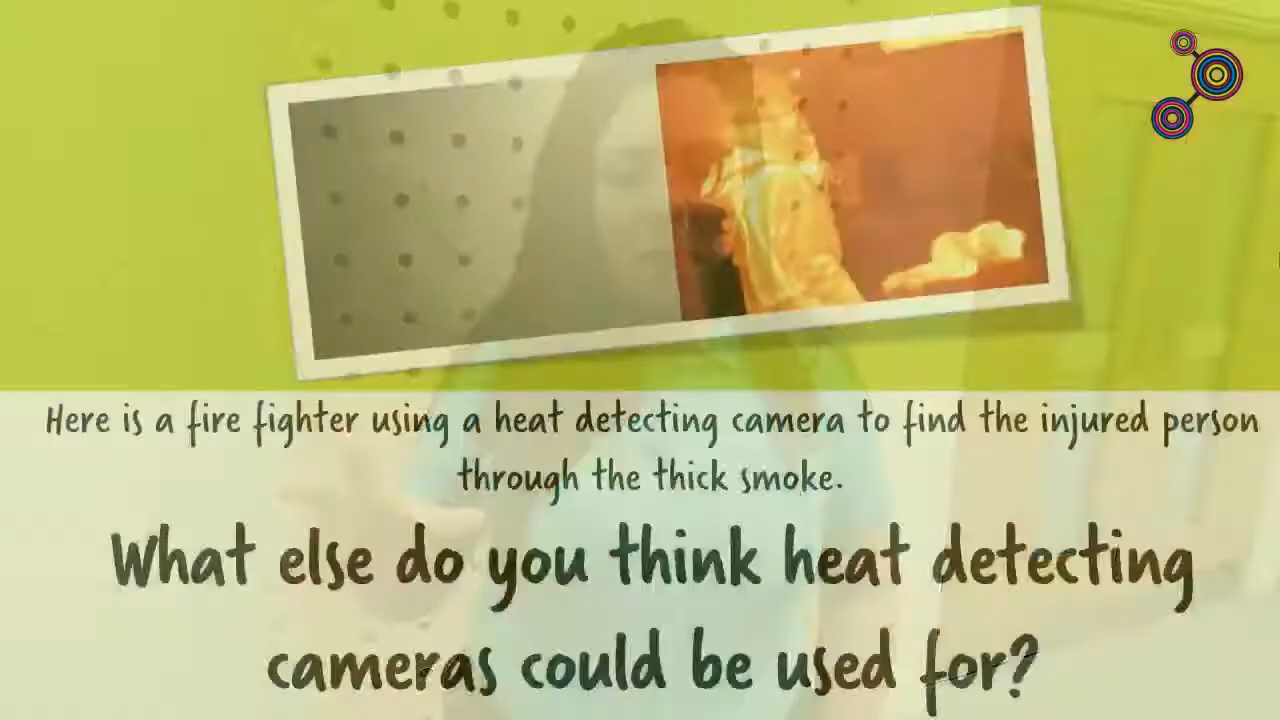 Here is a fire fighter using a heat detecting camera to find the injured person
through the thick smoke.
What else do you think heat detecting
cameras could be used for?